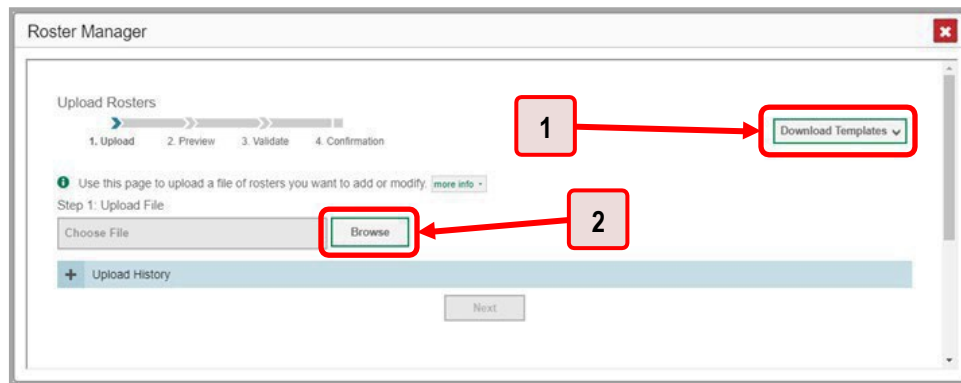 Roster Manager
Upload Rosters
1. Upload 2. Preview 3. Validate 4. Confirmation
1
Download Templates
Use this page to upload a file of rosters you want to add or modify. more info
Step 1: Upload File
Choose File Browse
2
+ Upload History
Next